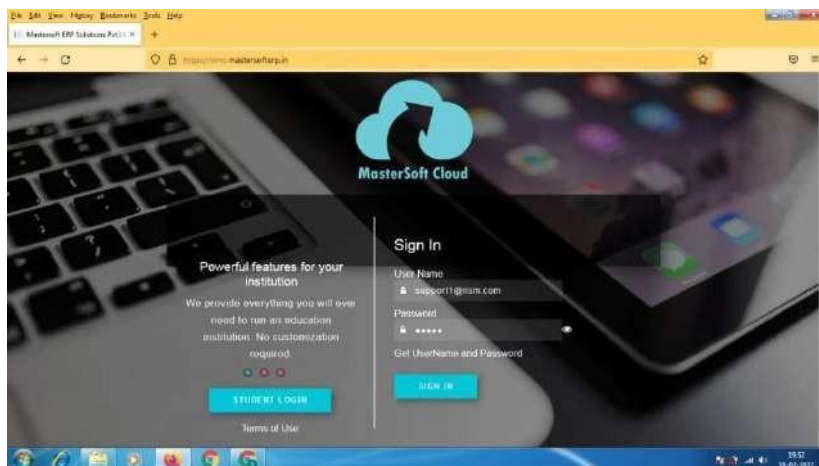 File Edit View History Bookmarks Tools Help
Mastersoft ERP Solutions Pvt
mastersofterp.in
MasterSoft Cloud
Powerful features for your
institution
We provide everything you will ever
need to run an education
institution. No customization
required.
STUDENT LOGIN
Terms of Use
Sign In
User Name
support1@nsm.com
Password
Get UserName and Password
SIGN IN
19:52